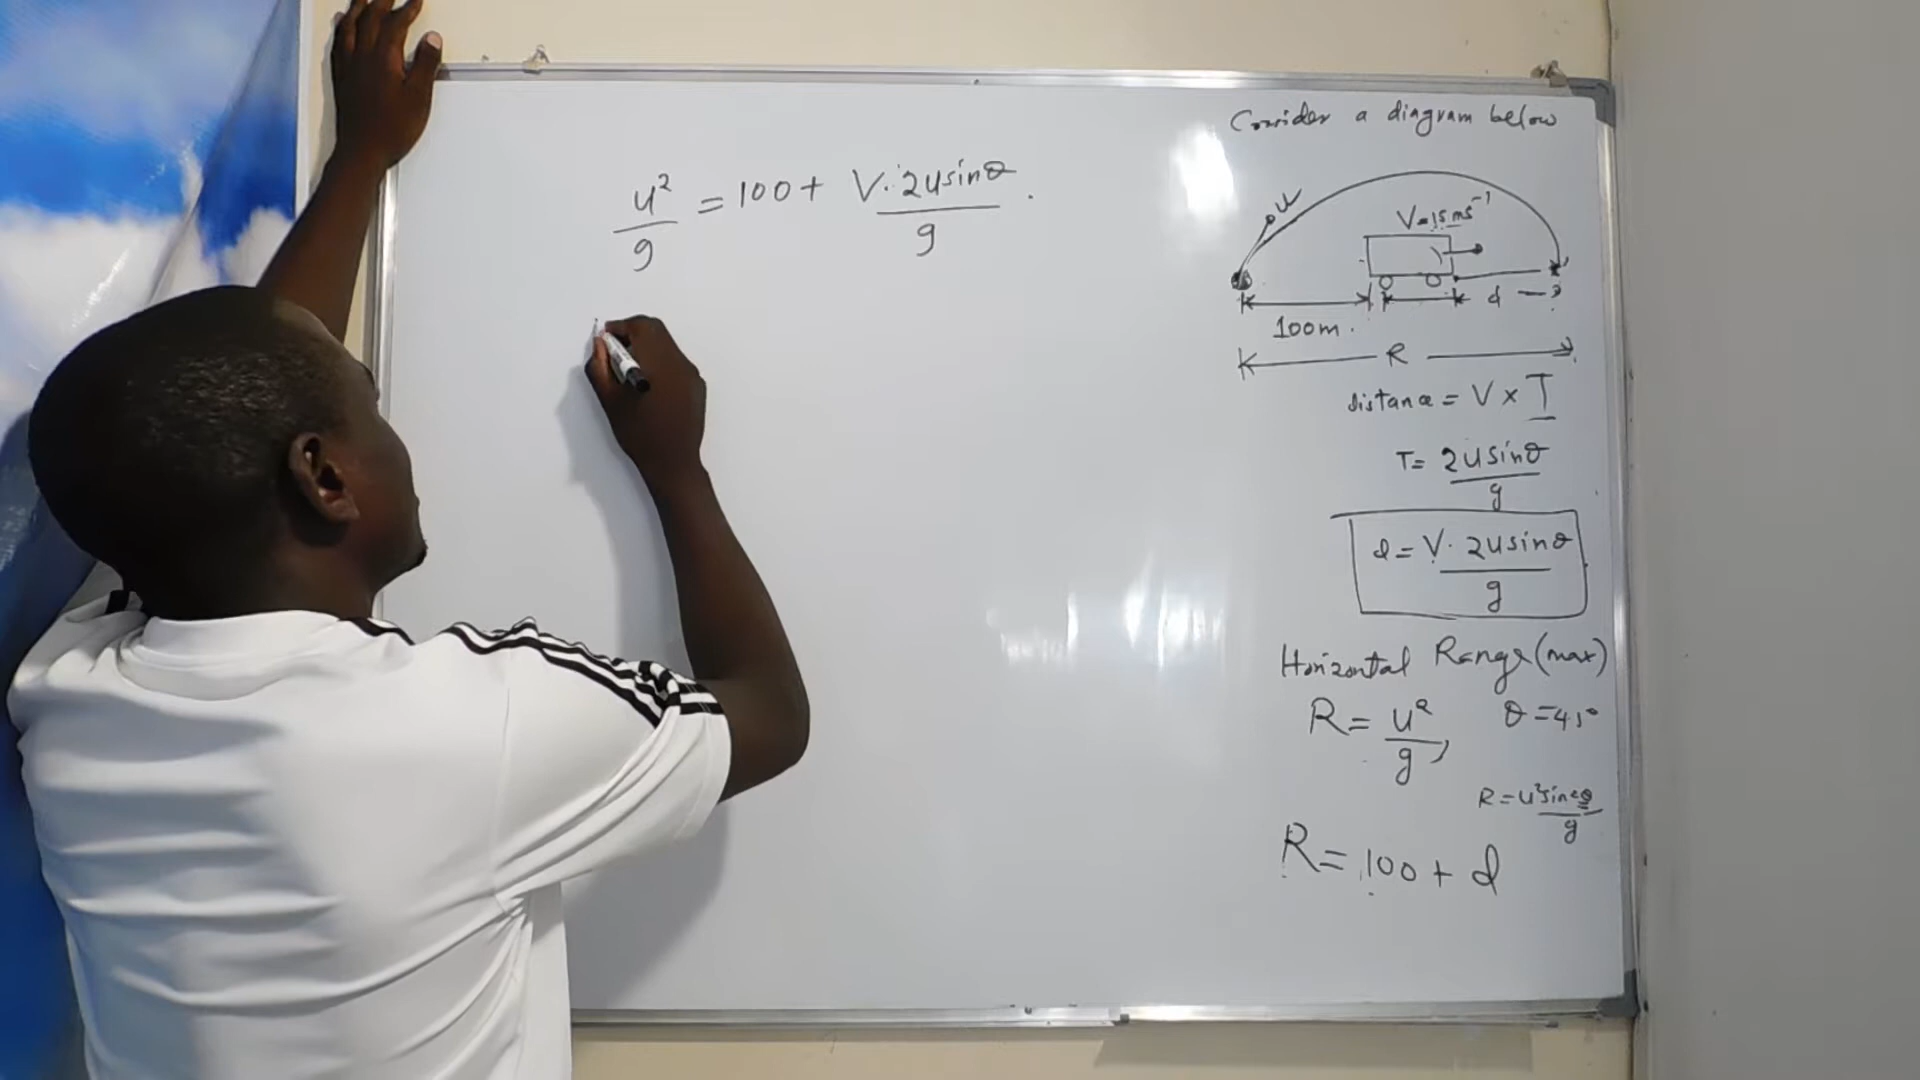 u²/g = 100 + V·2usinθ/g.
Consider a diagram below
u
V=15ms⁻¹
d
100m.
R
distance = V × T
T= 2usinθ/g
d = V·2usinθ/g
Horizontal Range(max)
R = u²/g, θ=45°
R = u²sin2θ/g
R = 100 + d